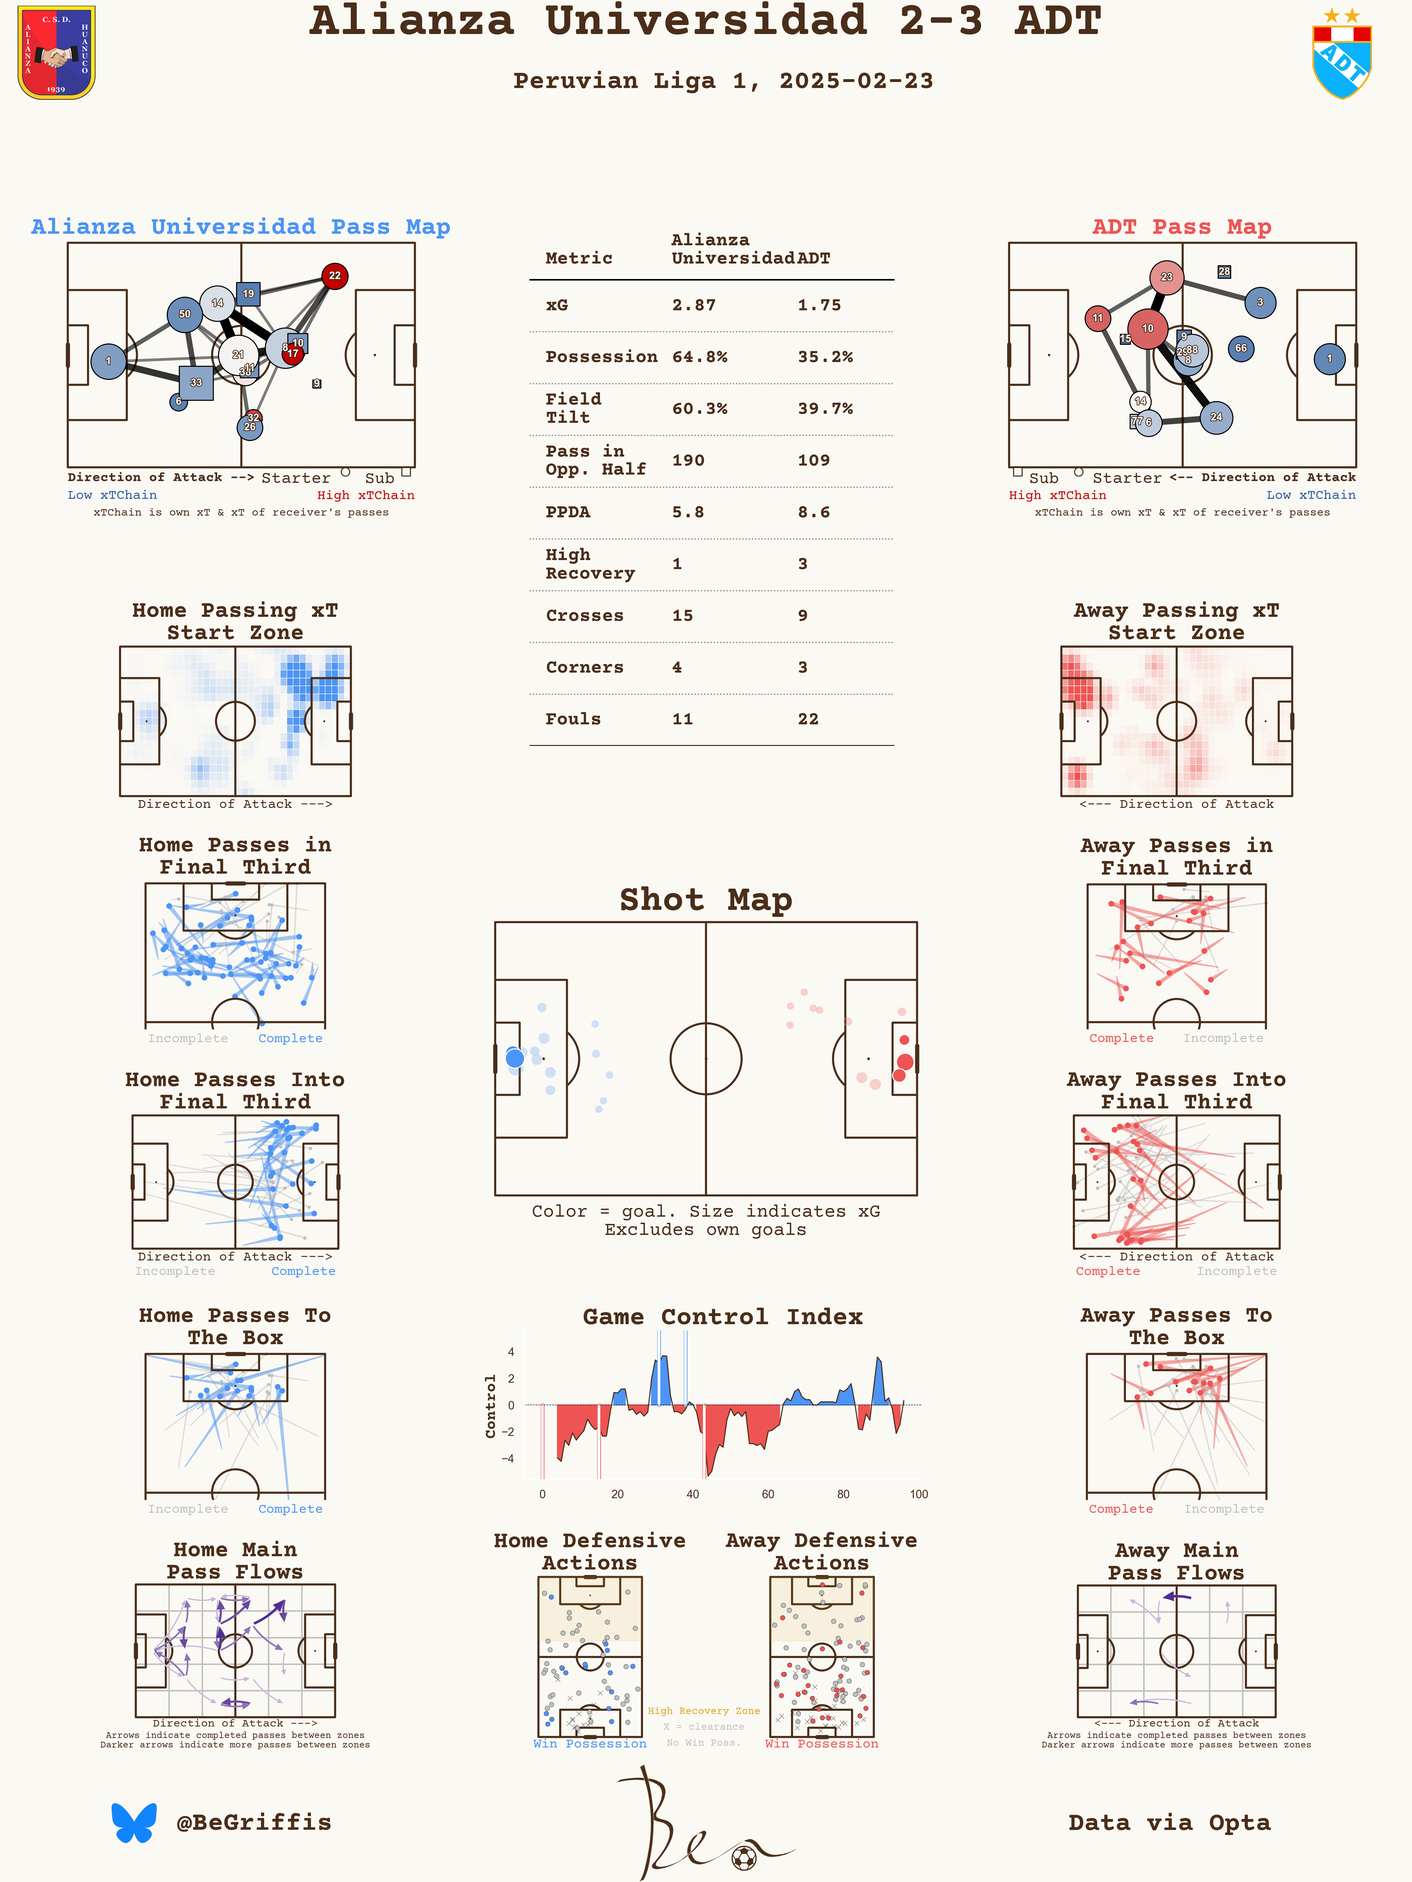 Alianza Universidad 2-3 ADT
Peruvian Liga 1, 2025-02-23
C. S. D.
ALIANZA
HUANUCO
1939
ADT
Alianza Universidad Pass Map
22
19
14
50
10
8
17
21
1
11
33
9
6
32
26
Direction of Attack --> Starter Sub
Low xTChain High xTChain
xTChain is own xT & xT of receiver's passes
Metric Alianza Universidad ADT
xG 2.87 1.75
Possession 64.8% 35.2%
Field Tilt 60.3% 39.7%
Pass in Opp. Half 190 109
PPDA 5.8 8.6
High Recovery 1 3
Crosses 15 9
Corners 4 3
Fouls 11 22
ADT Pass Map
28
23
3
11
10
15
9
88
66
8
1
14
77
6
24
Sub Starter <-- Direction of Attack
High xTChain Low xTChain
xTChain is own xT & xT of receiver's passes
Home Passing xT
Start Zone
Direction of Attack --->
Away Passing xT
Start Zone
<--- Direction of Attack
Home Passes in
Final Third
Incomplete Complete
Away Passes in
Final Third
Complete Incomplete
Shot Map
Color = goal. Size indicates xG
Excludes own goals
Home Passes Into
Final Third
Direction of Attack --->
Incomplete Complete
Away Passes Into
Final Third
<--- Direction of Attack
Complete Incomplete
Home Passes To
The Box
Incomplete Complete
Game Control Index
Control
4
2
0
−2
−4
0 20 40 60 80 100
Away Passes To
The Box
Complete Incomplete
Home Main
Pass Flows
Direction of Attack --->
Arrows indicate completed passes between zones
Darker arrows indicate more passes between zones
Home Defensive
Actions
Win Possession
Away Defensive
Actions
Win Possession
High Recovery Zone
X = clearance
No Win Poss.
Away Main
Pass Flows
<--- Direction of Attack
Arrows indicate completed passes between zones
Darker arrows indicate more passes between zones
@BeGriffis
Ben
Data via Opta